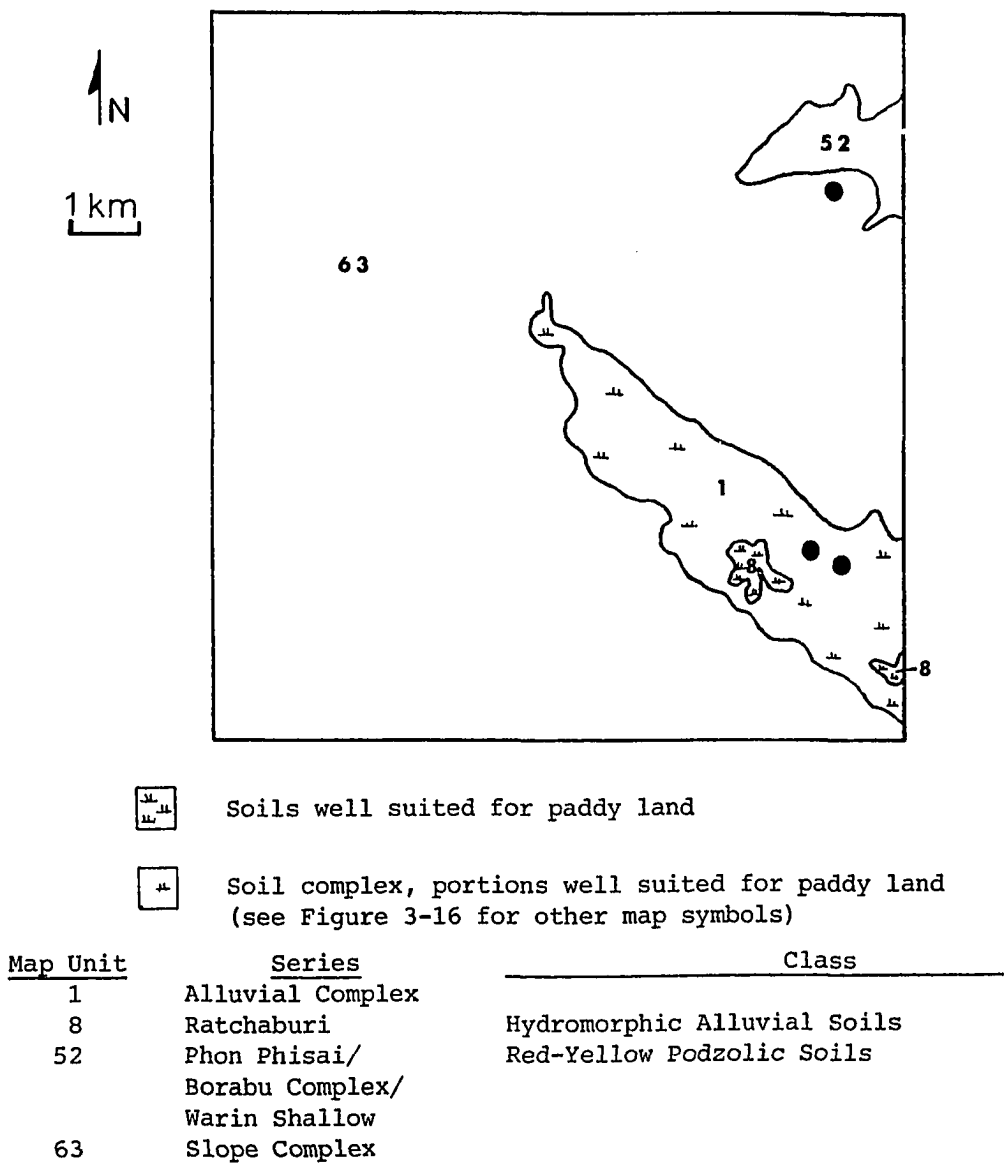 N
1 km
52
63
1
8
8
Soils well suited for paddy land
Soil complex, portions well suited for paddy land
(see Figure 3-16 for other map symbols)
Map Unit Series Class
1 Alluvial Complex
8 Ratchaburi Hydromorphic Alluvial Soils
52 Phon Phisai/ Red-Yellow Podzolic Soils
Borabu Complex/
Warin Shallow
63 Slope Complex